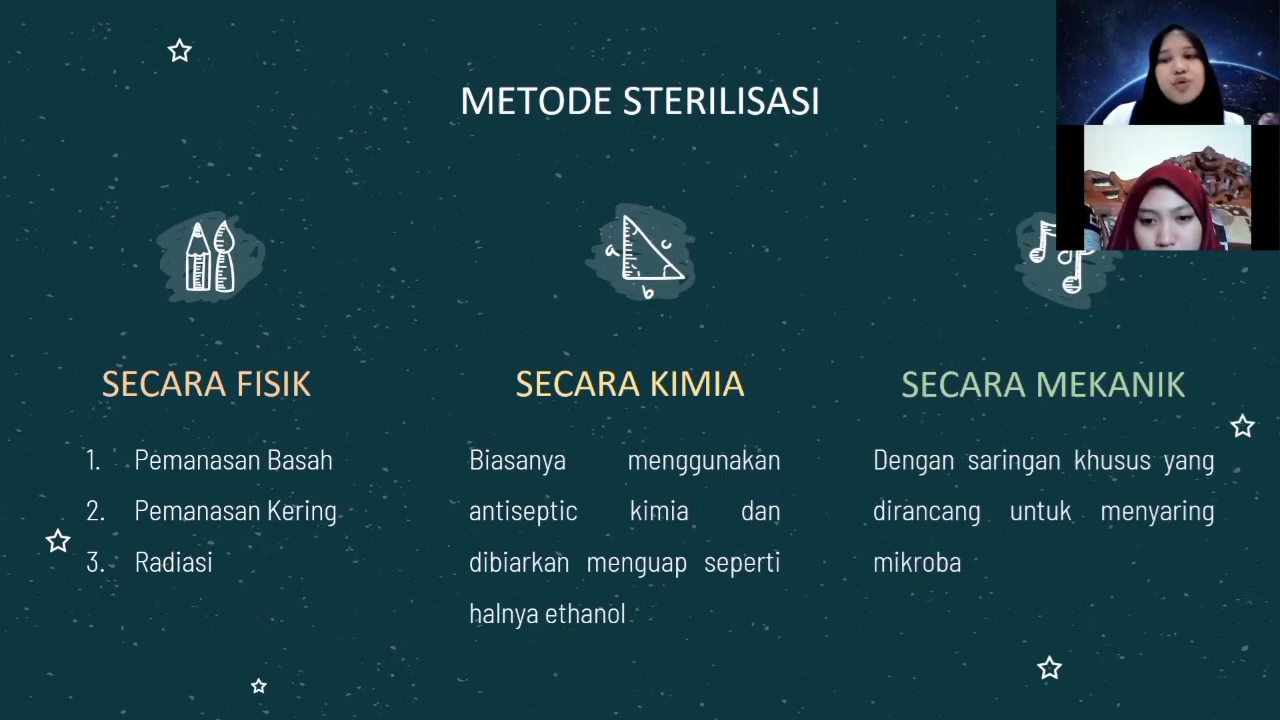 METODE STERILISASI
a
c
b
SECARA FISIK
1. Pemanasan Basah
2. Pemanasan Kering
3. Radiasi
SECARA KIMIA
Biasanya menggunakan
antiseptic kimia dan
dibiarkan menguap seperti
halnya ethanol
SECARA MEKANIK
Dengan saringan khusus yang
dirancang untuk menyaring
mikroba